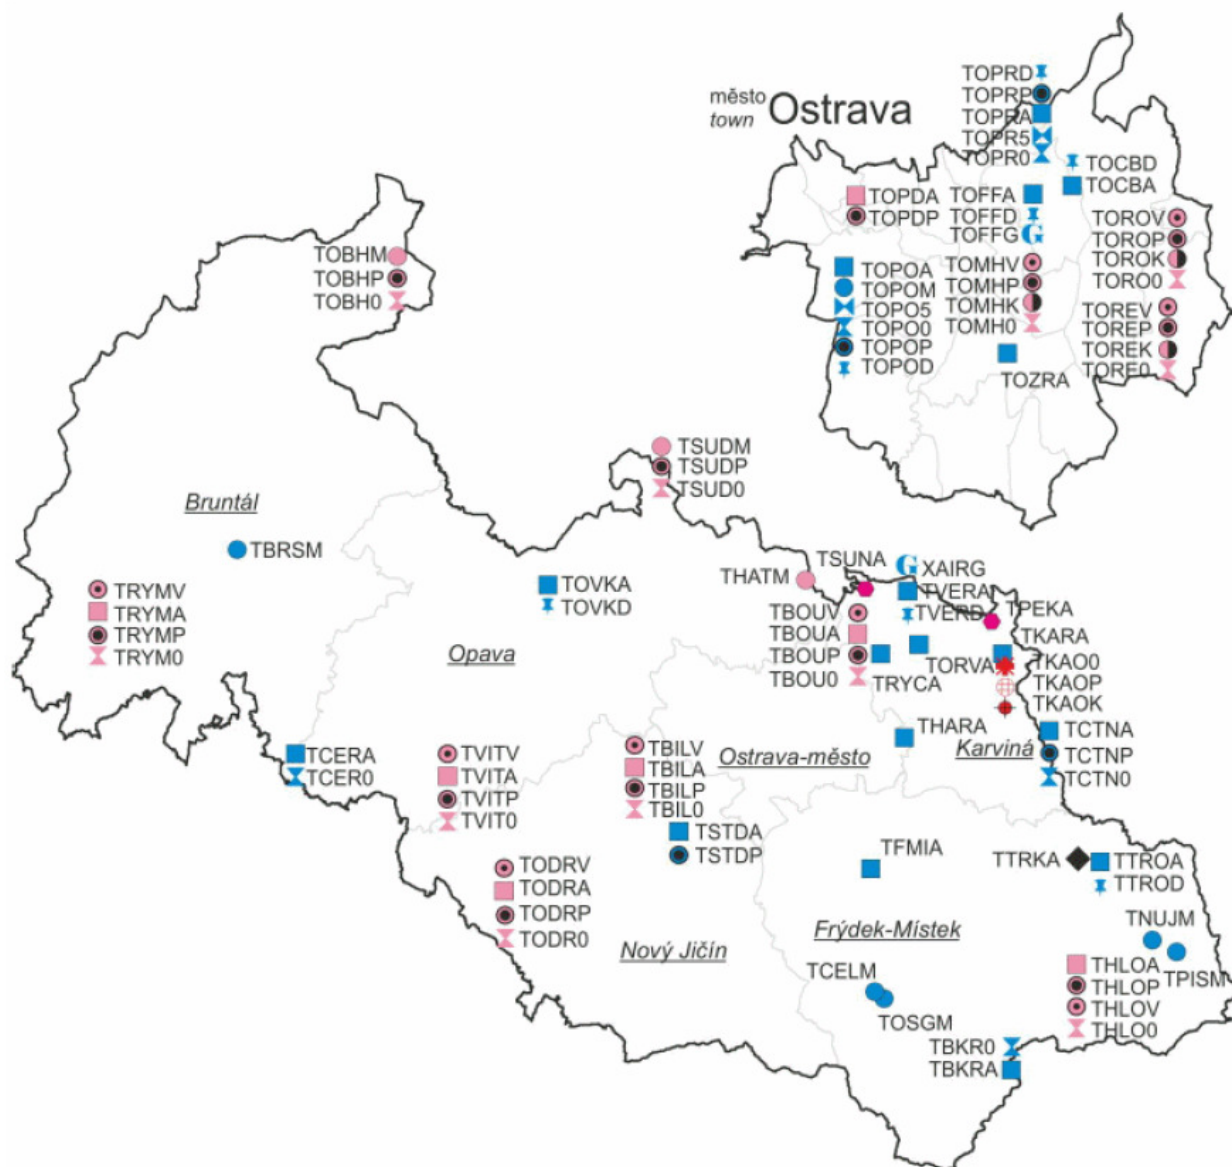 město
town
Ostrava
TOPRD
TOPRP
TOPRA
TOPR5
TOPR0
TOCBD
TOCBA
TOPDA
TOPDP
TOFFA
TOFFD
TOFFG
G
TOROV
TOROP
TOROK
TORO0
TOPOA
TOPOM
TOPO5
TOPO0
TOPOP
TOPOD
TOMHV
TOMHP
TOMHK
TOMH0
TOREV
TOREP
TOREK
TORE0
TOZRA
TOBHM
TOBHP
TOBH0
TSUDM
TSUDP
TSUD0
Bruntál
TBRSM
TRYMV
TRYMA
TRYMP
TRYM0
TOVKA
TOVKD
Opava
THATM
TSUNA
G
XAIRG
TVERA
TVERD
TPEKA
TBOUV
TBOUA
TBOUP
TBOU0
TRYCA
TORVA
TKARA
TKAO0
TKAOP
TKAOK
THARA
Ostrava-město
Karviná
TCTNA
TCTNP
TCTN0
TCERA
TCER0
TVITV
TVITA
TVITP
TVIT0
TBILV
TBILA
TBILP
TBIL0
TSTDA
TSTDP
TODRV
TODRA
TODRP
TODR0
Nový Jičín
TFMIA
TTRKA
TTROA
TTROD
Frýdek-Místek
TNUJM
TPISM
TCELM
TOSGM
THLOA
THLOP
THLOV
THLO0
TBKR0
TBKRA